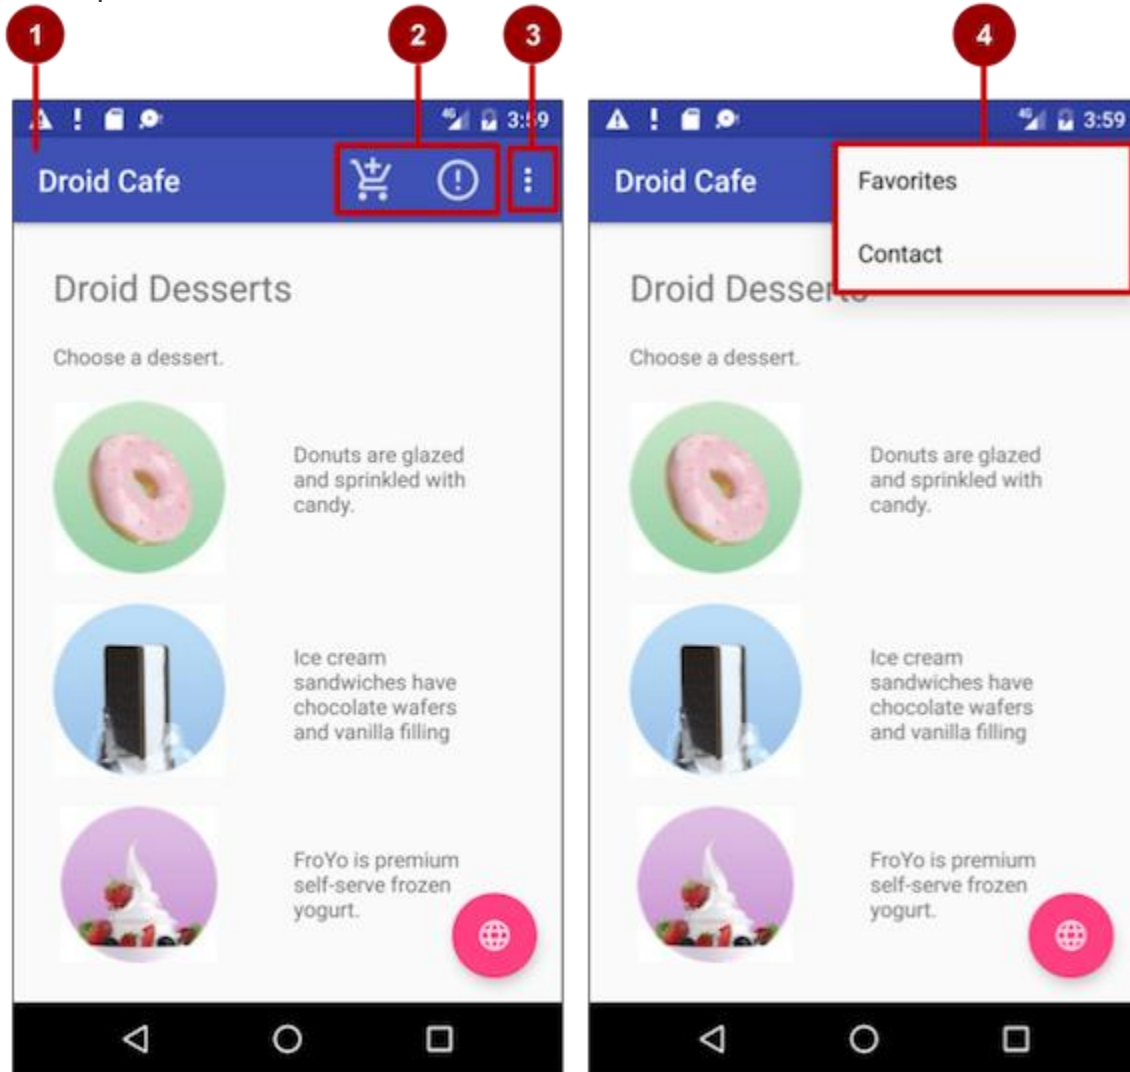 1
2
3
4
4G
3:59
Droid Cafe
Droid Desserts
Choose a dessert.
Donuts are glazed
and sprinkled with
candy.
Ice cream
sandwiches have
chocolate wafers
and vanilla filling
FroYo is premium
self-serve frozen
yogurt.
4G
3:59
Droid Cafe
Favorites
Contact
Choose a dessert.
Donuts are glazed
and sprinkled with
candy.
Ice cream
sandwiches have
chocolate wafers
and vanilla filling
FroYo is premium
self-serve frozen
yogurt.